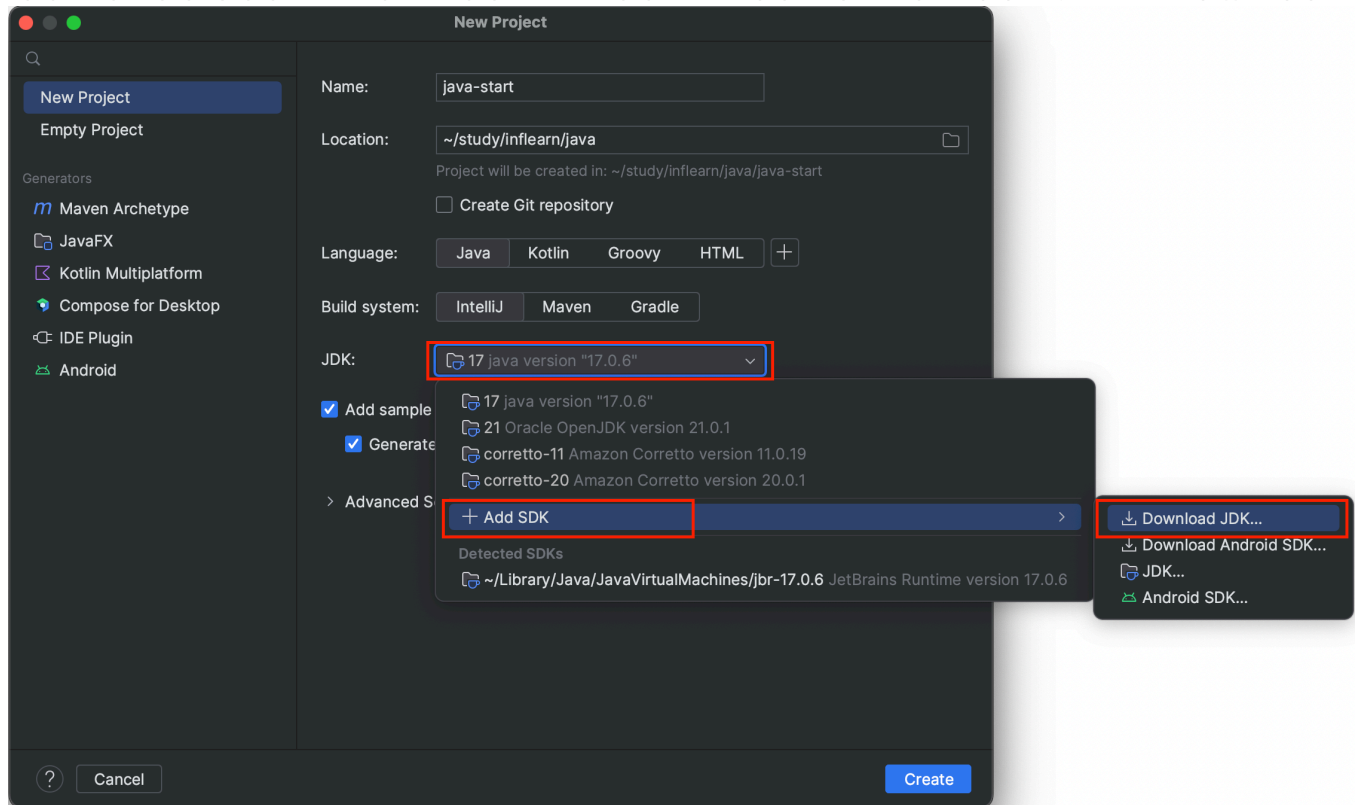 New Project
New Project
Empty Project
Generators
Maven Archetype
JavaFX
Kotlin Multiplatform
Compose for Desktop
IDE Plugin
Android
Name:
java-start
Location:
~/study/inflearn/java
Project will be created in: ~/study/inflearn/java/java-start
Create Git repository
Language:
Java Kotlin Groovy HTML
Build system:
IntelliJ Maven Gradle
JDK:
17 java version "17.0.6"
Add sample
Generate
Advanced S
17 java version "17.0.6"
21 Oracle OpenJDK version 21.0.1
corretto-11 Amazon Corretto version 11.0.19
corretto-20 Amazon Corretto version 20.0.1
+ Add SDK
Detected SDKs
~/Library/Java/JavaVirtualMachines/jbr-17.0.6 JetBrains Runtime version 17.0.6
Download JDK...
Download Android SDK...
JDK...
Android SDK...
? Cancel
Create